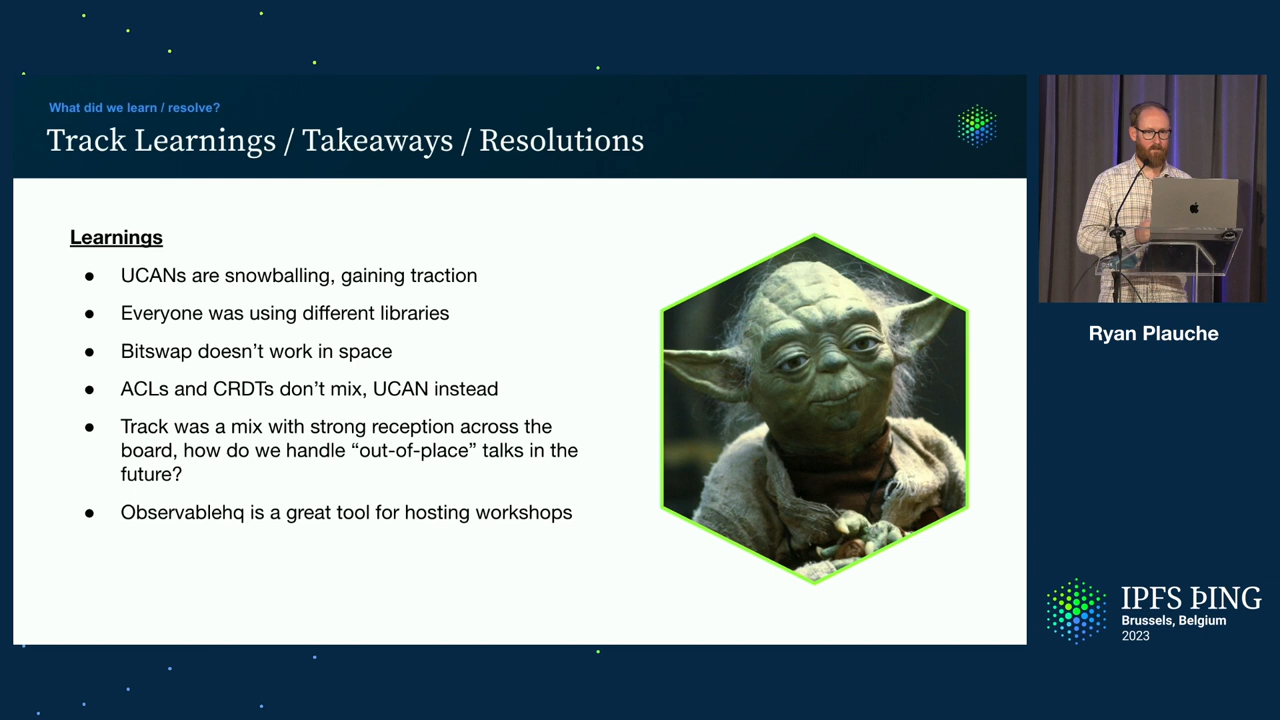 What did we learn / resolve?
Track Learnings / Takeaways / Resolutions
Learnings
● UCANs are snowballing, gaining traction
● Everyone was using different libraries
● Bitswap doesn’t work in space
● ACLs and CRDTs don’t mix, UCAN instead
● Track was a mix with strong reception across the
board, how do we handle “out-of-place” talks in the
future?
● Observablehq is a great tool for hosting workshops
Ryan Plauche
IPFS ÞING
Brussels, Belgium
2023